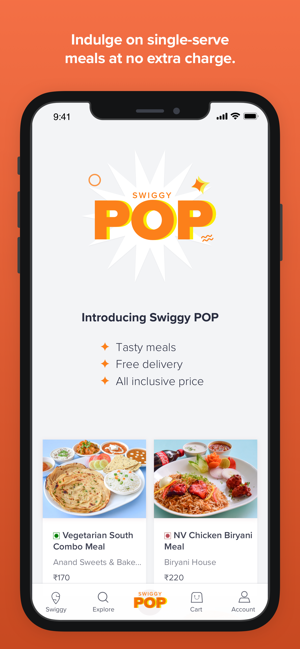 Indulge on single-serve
meals at no extra charge.
9:41
SWIGGY
POP
Introducing Swiggy POP
Tasty meals
Free delivery
All inclusive price
Vegetarian South
Combo Meal
Anand Sweets & Bake...
₹170
NV Chicken Biryani
Meal
Biryani House
₹220
Swiggy
Explore
SWIGGY
POP
Cart
Account